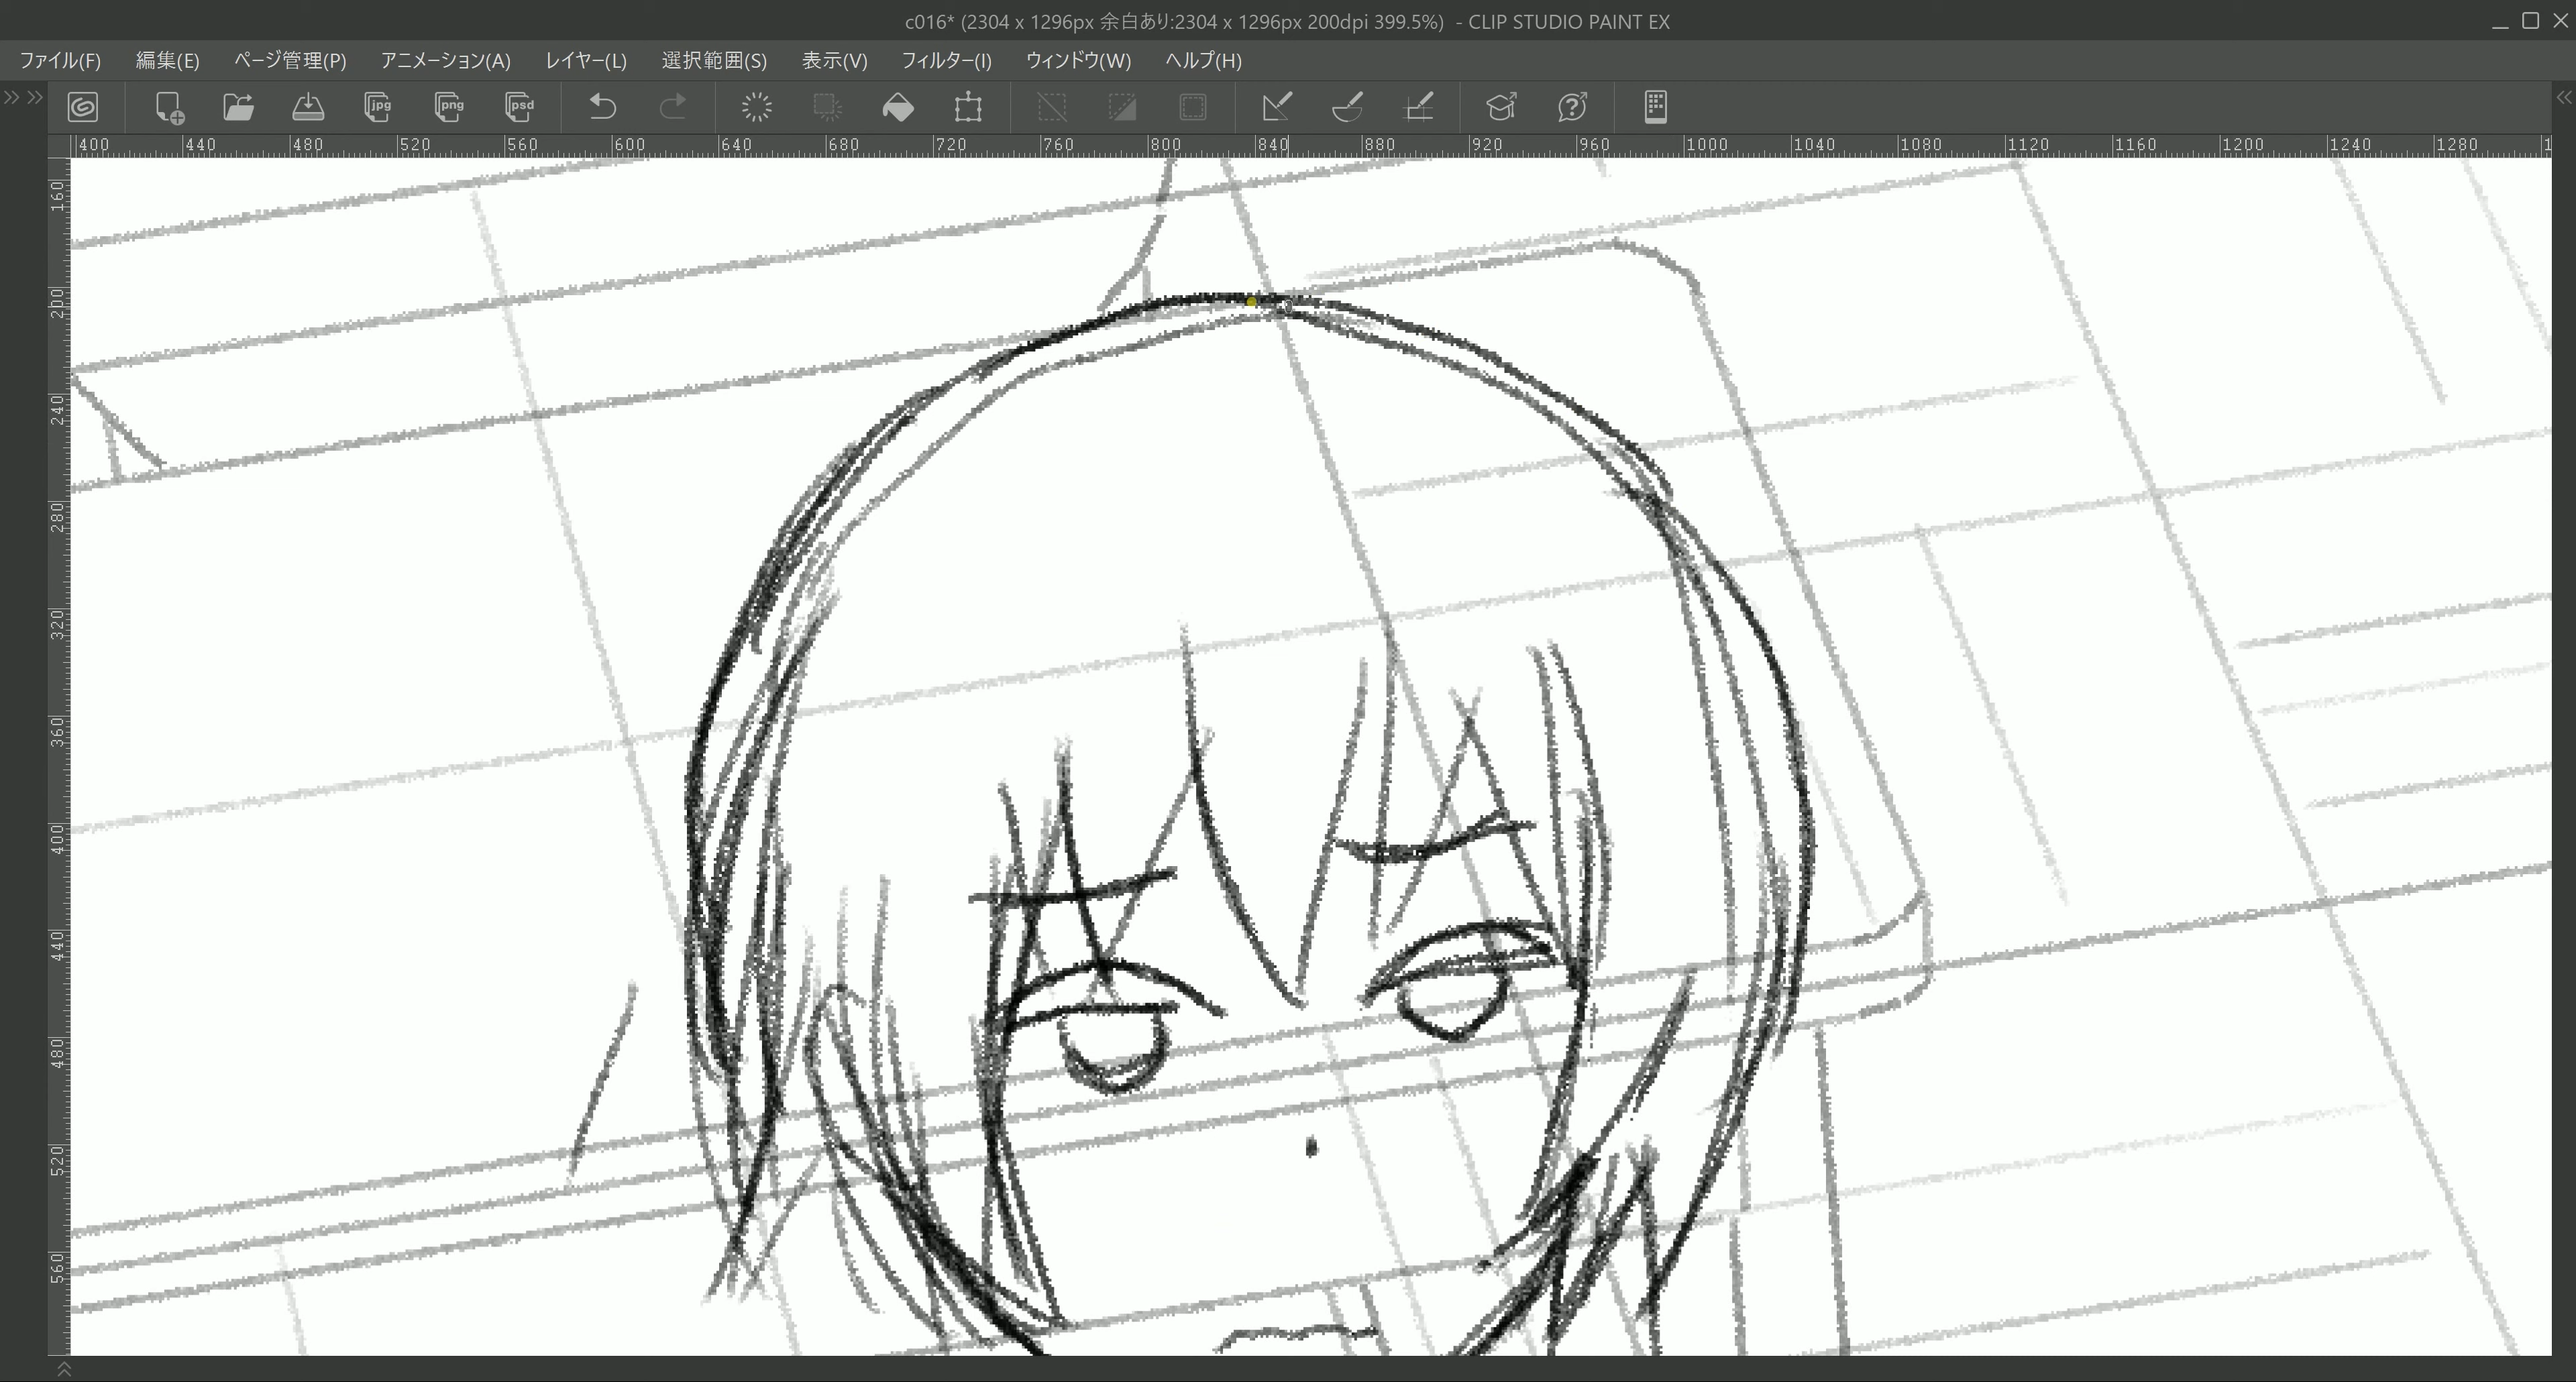 c016* (2304 x 1296px 余白あり:2304 x 1296px 200dpi 399.5%) - CLIP STUDIO PAINT EX
ファイル(F) 編集(E) ページ管理(P) アニメーション(A) レイヤー(L) 選択範囲(S) 表示(V) フィルター(I) ウィンドウ(W) ヘルプ(H)
jpg png psd
400 440 480 520 560 600 640 680 720 760 800 840 880 920 960 1000 1040 1080 1120 1160 1200 1240 1280
160
200
240
280
320
360
400
440
480
520
560